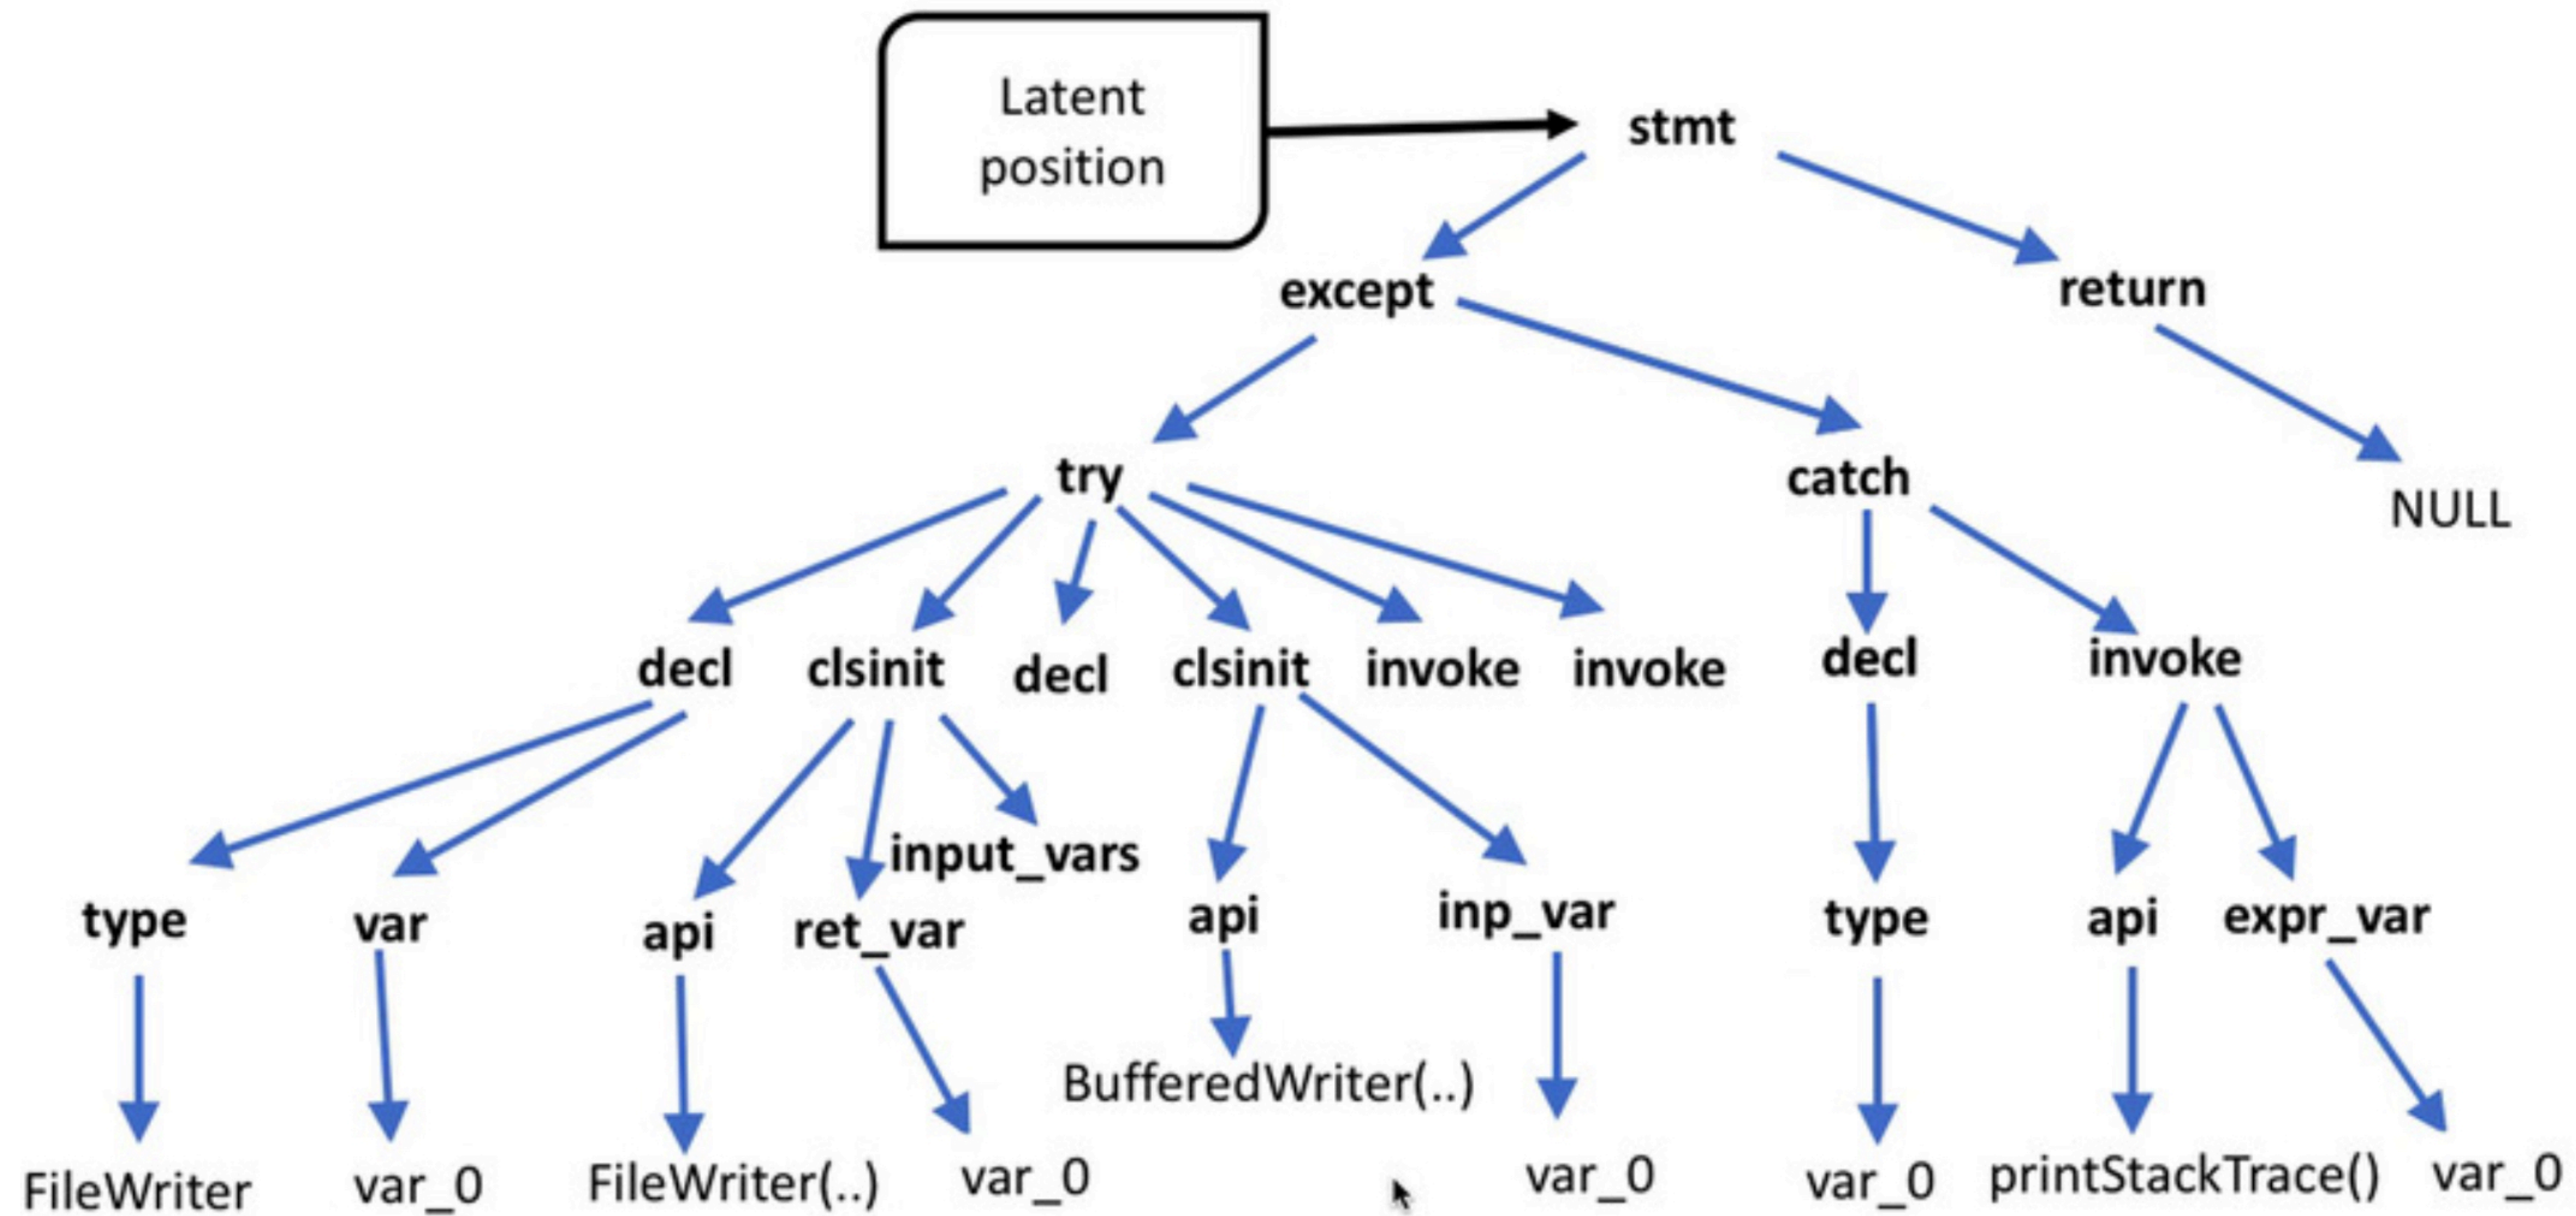 Latent
position
stmt
except
return
try
catch
NULL
decl
clsinit
decl
clsinit
invoke
invoke
decl
invoke
input_vars
type
var
api
ret_var
api
inp_var
type
api
expr_var
BufferedWriter(..)
FileWriter
var_0
FileWriter(..)
var_0
var_0
var_0
printStackTrace()
var_0